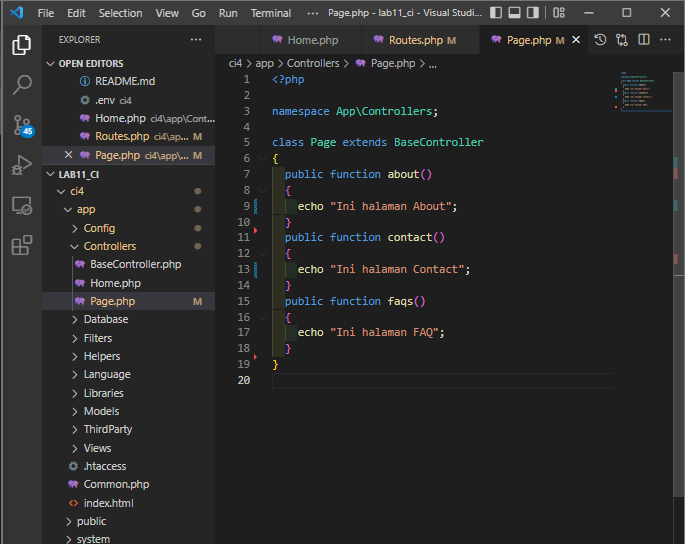 File Edit Selection View Go Run Terminal ··· Page.php - lab11_ci - Visual Studi...
EXPLORER ···
OPEN EDITORS
README.md
.env ci4
Home.php ci4\app\Cont...
Routes.php ci4\ap... M
Page.php ci4\app\... M
LAB11_CI
ci4
app
Config
Controllers
BaseController.php
Home.php
Page.php M
Database
Filters
Helpers
Language
Libraries
Models
ThirdParty
Views
.htaccess
Common.php
index.html
public
system
45
Home.php Routes.php M Page.php M
ci4 > app > Controllers > Page.php > ...
1 <?php
2
3 namespace App\Controllers;
4
5 class Page extends BaseController
6 {
7 public function about()
8 {
9 echo "Ini halaman About";
10 }
11 public function contact()
12 {
13 echo "Ini halaman Contact";
14 }
15 public function faqs()
16 {
17 echo "Ini halaman FAQ";
18 }
19 }
20